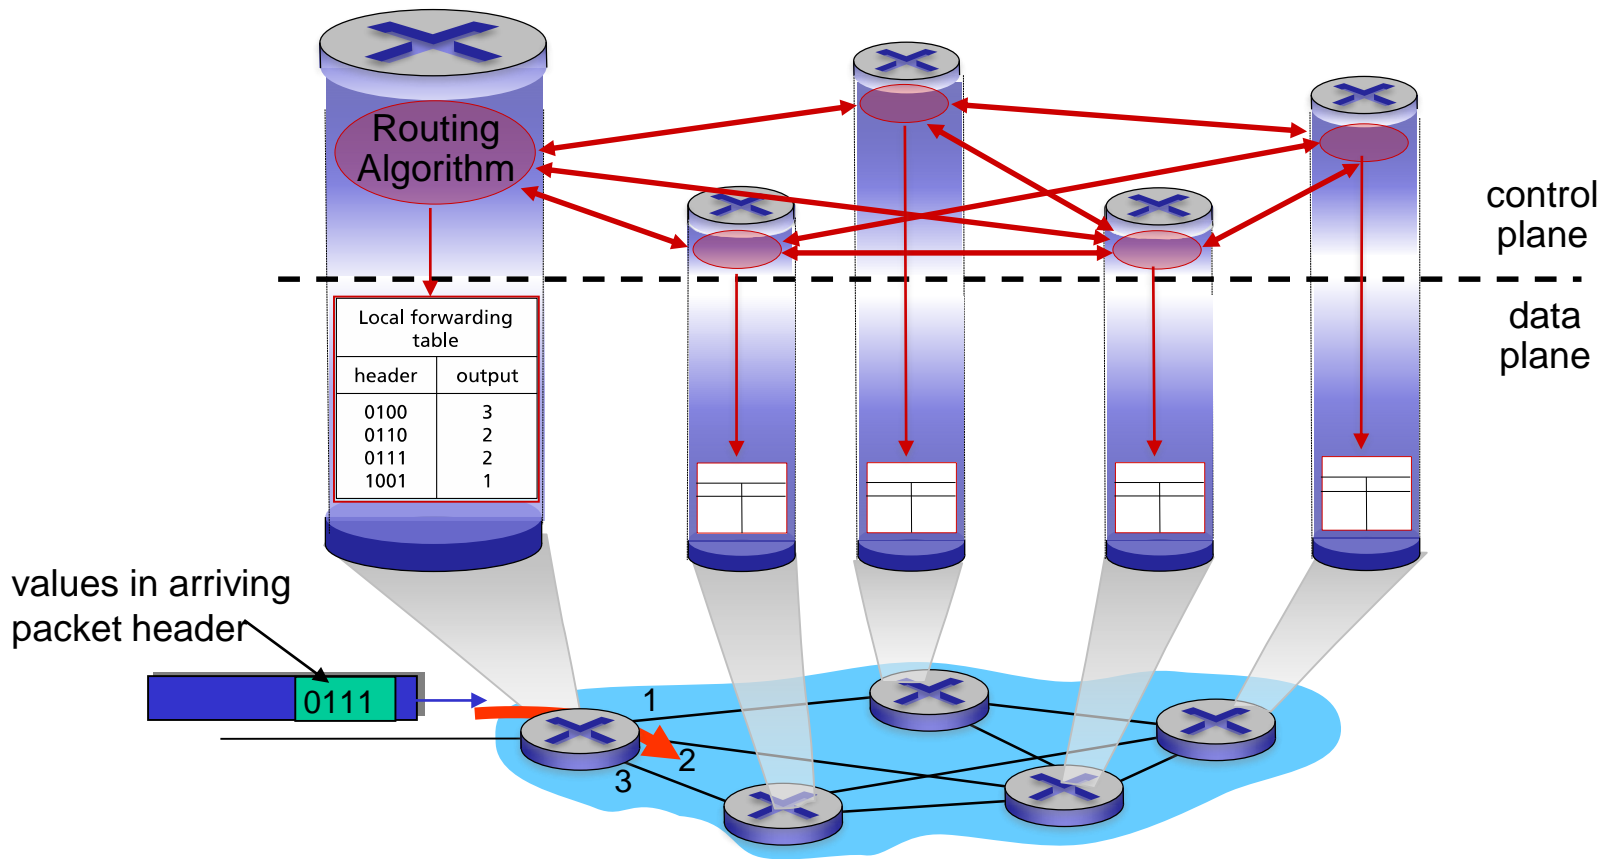 Routing
Algorithm
control
plane
data
plane
Local forwarding
table
header output
0100 3
0110 2
0111 2
1001 1
values in arriving
packet header
0111
1
2
3